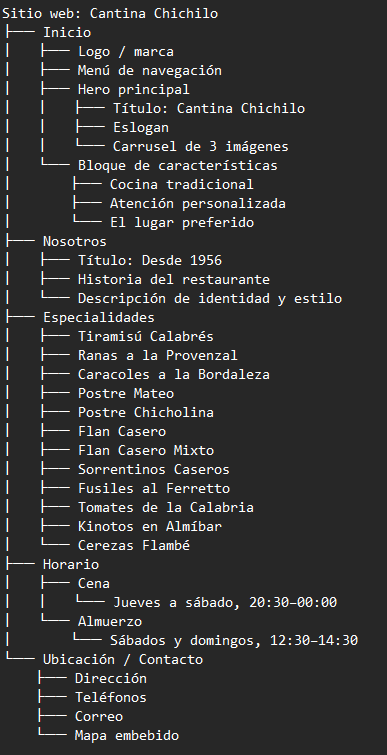 Sitio web: Cantina Chichilo
├── Inicio
│   ├── Logo / marca
│   ├── Menú de navegación
│   ├── Hero principal
│   │   ├── Título: Cantina Chichilo
│   │   ├── Eslogan
│   │   └── Carrusel de 3 imágenes
│   └── Bloque de características
│       ├── Cocina tradicional
│       ├── Atención personalizada
│       └── El lugar preferido
├── Nosotros
│   ├── Título: Desde 1956
│   ├── Historia del restaurante
│   └── Descripción de identidad y estilo
├── Especialidades
│   ├── Tiramisú Calabrés
│   ├── Ranas a la Provenzal
│   ├── Caracoles a la Bordaleza
│   ├── Postre Mateo
│   ├── Postre Chicholina
│   ├── Flan Casero
│   ├── Flan Casero Mixto
│   ├── Sorrentinos Caseros
│   ├── Fusiles al Ferretto
│   ├── Tomates de la Calabria
│   ├── Kinotos en Almíbar
│   └── Cerezas Flambé
├── Horario
│   ├── Cena
│   │   └── Jueves a sábado, 20:30–00:00
│   └── Almuerzo
│       └── Sábados y domingos, 12:30–14:30
└── Ubicación / Contacto
    ├── Dirección
    ├── Teléfonos
    ├── Correo
    └── Mapa embebido